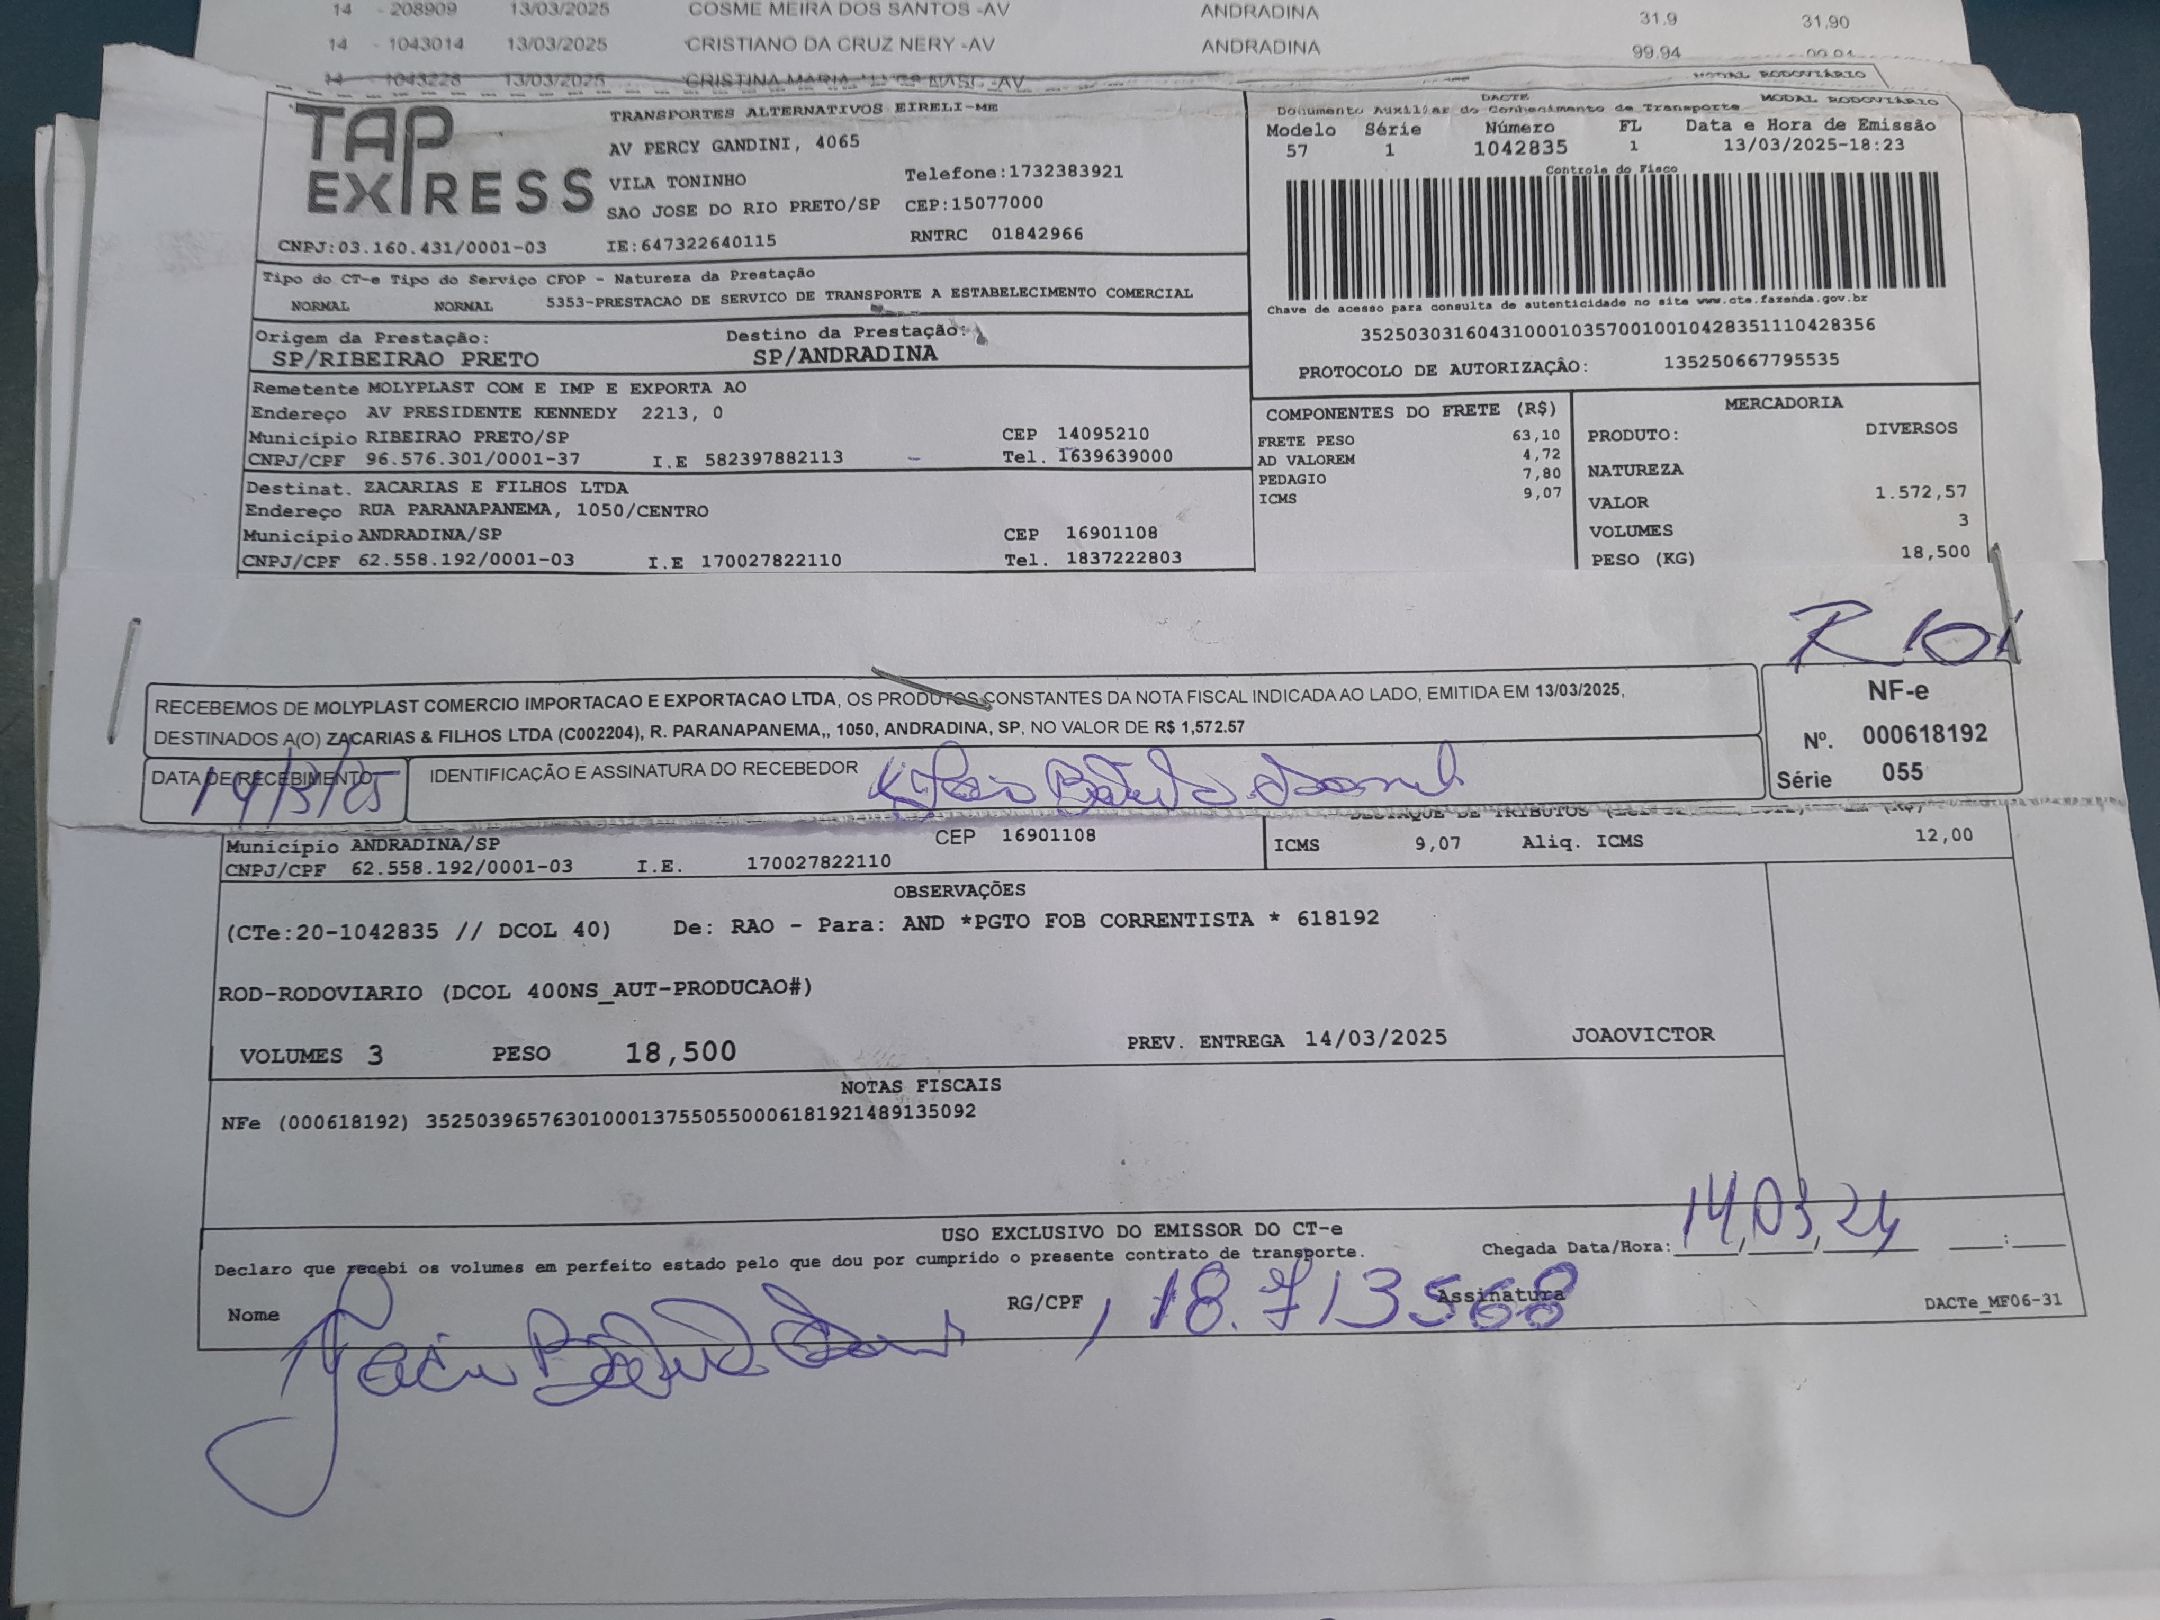 14 - 208909 13/03/2025 COSME MEIRA DOS SANTOS -AV ANDRADINA 31.9 31,90
14 - 1043014 13/03/2025 CRISTIANO DA CRUZ NERY -AV ANDRADINA 99.94
14 - 1043228 13/03/2025 CRISTINA MARIA NASC -AV
MODAL RODOVIÁRIO
TAP EXPRESS
TRANSPORTES ALTERNATIVOS EIRELI-ME
AV PERCY GANDINI, 4065
VILA TONINHO Telefone:1732383921
SAO JOSE DO RIO PRETO/SP CEP:15077000
CNPJ:03.160.431/0001-03 IE:647322640115 RNTRC 01842966
DACTE MODAL RODOVIÁRIO
Documento Auxiliar do Conhecimento de Transporte
Modelo Série Número FL Data e Hora de Emissão
57 1 1042835 1 13/03/2025-18:23
Controle do Fisco
Chave de acesso para consulta de autenticidade no site www.cte.fazenda.gov.br
35250303160431000103570010010428351110428356
PROTOCOLO DE AUTORIZAÇÃO: 135250667795535
Tipo do CT-e Tipo do Serviço CFOP - Natureza da Prestação
NORMAL NORMAL 5353-PRESTACAO DE SERVICO DE TRANSPORTE A ESTABELECIMENTO COMERCIAL
Origem da Prestação: Destino da Prestação:
SP/RIBEIRAO PRETO SP/ANDRADINA
Remetente MOLYPLAST COM E IMP E EXPORTA AO
Endereço AV PRESIDENTE KENNEDY 2213, 0
Município RIBEIRAO PRETO/SP CEP 14095210
CNPJ/CPF 96.576.301/0001-37 I.E 582397882113 Tel. 1639639000
Destinat. ZACARIAS E FILHOS LTDA
Endereço RUA PARANAPANEMA, 1050/CENTRO
Município ANDRADINA/SP CEP 16901108
CNPJ/CPF 62.558.192/0001-03 I.E 170027822110 Tel. 1837222803
COMPONENTES DO FRETE (R$)
FRETE PESO 63,10
AD VALOREM 4,72
PEDAGIO 7,80
ICMS 9,07
MERCADORIA
PRODUTO: DIVERSOS
NATUREZA
VALOR 1.572,57
VOLUMES 3
PESO (KG) 18,500
R 101
RECEBEMOS DE MOLYPLAST COMERCIO IMPORTACAO E EXPORTACAO LTDA, OS PRODUTOS CONSTANTES DA NOTA FISCAL INDICADA AO LADO, EMITIDA EM 13/03/2025,
DESTINADOS A(O) ZACARIAS & FILHOS LTDA (C002204), R. PARANAPANEMA,, 1050, ANDRADINA, SP, NO VALOR DE R$ 1,572.57
NF-e
Nº. 000618192
Série 055
DATA DE RECEBIMENTO IDENTIFICAÇÃO E ASSINATURA DO RECEBEDOR
14/3/25
DESTAQUE DE TRIBUTOS
Município ANDRADINA/SP CEP 16901108
CNPJ/CPF 62.558.192/0001-03 I.E. 170027822110
ICMS 9,07 Aliq. ICMS 12,00
OBSERVAÇÕES
(CTe:20-1042835 // DCOL 40) De: RAO - Para: AND *PGTO FOB CORRENTISTA * 618192
ROD-RODOVIARIO (DCOL 400NS_AUT-PRODUCAO#)
VOLUMES 3 PESO 18,500 PREV. ENTREGA 14/03/2025 JOAOVICTOR
NOTAS FISCAIS
NFe (000618192) 35250396576301000137550550006181921489135092
USO EXCLUSIVO DO EMISSOR DO CT-e
Declaro que recebi os volumes em perfeito estado pelo que dou por cumprido o presente contrato de transporte.
Chegada Data/Hora: 14,03,24 :
Nome RG/CPF 18.713568 Assinatura
DACTe_MF06-31